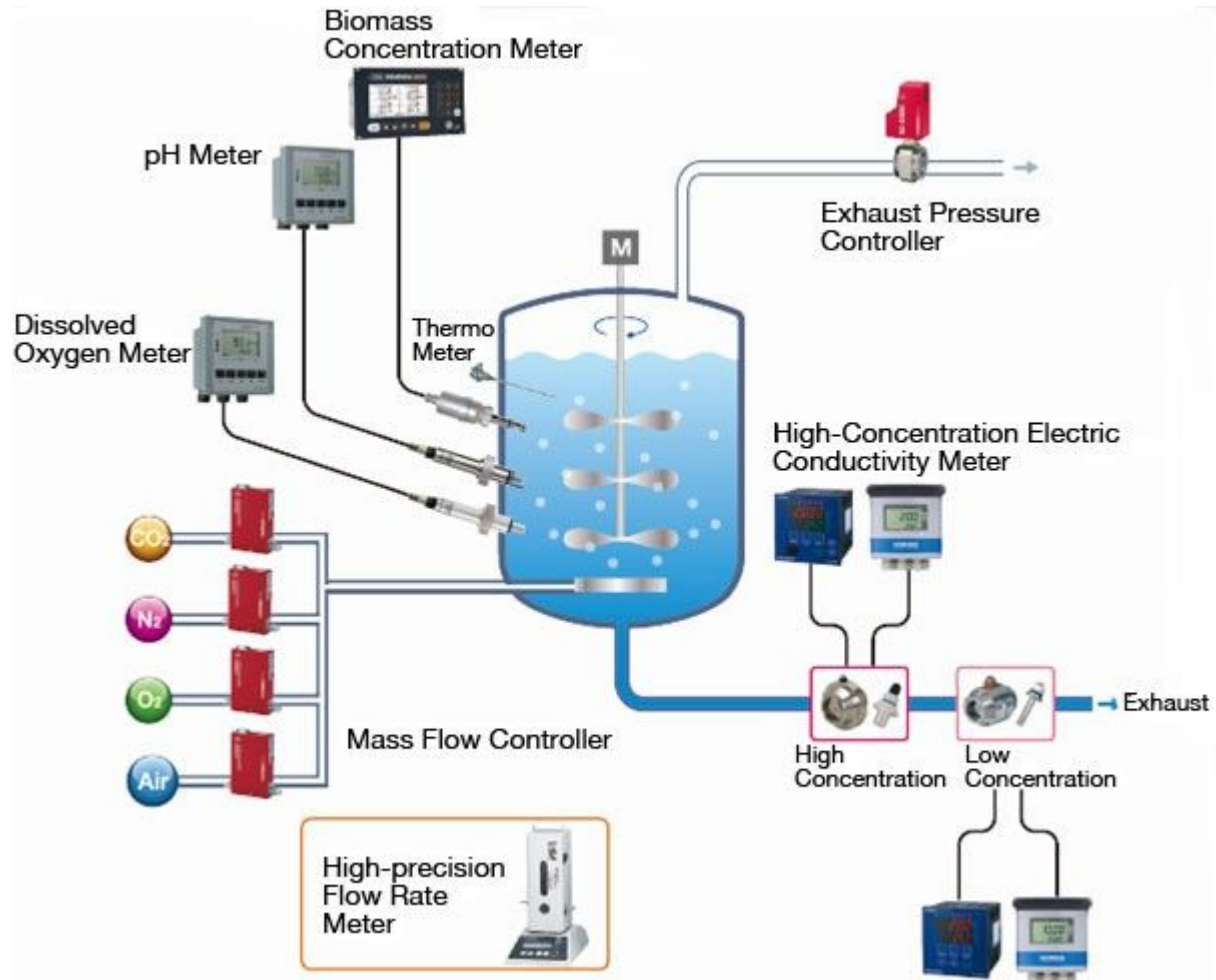 Biomass
Concentration Meter
pH Meter
Exhaust Pressure
Controller
M
Dissolved
Oxygen Meter
Thermo
Meter
High-Concentration Electric
Conductivity Meter
CO2
N2
O2
Air
Mass Flow Controller
Exhaust
High
Concentration
Low
Concentration
High-precision
Flow Rate
Meter